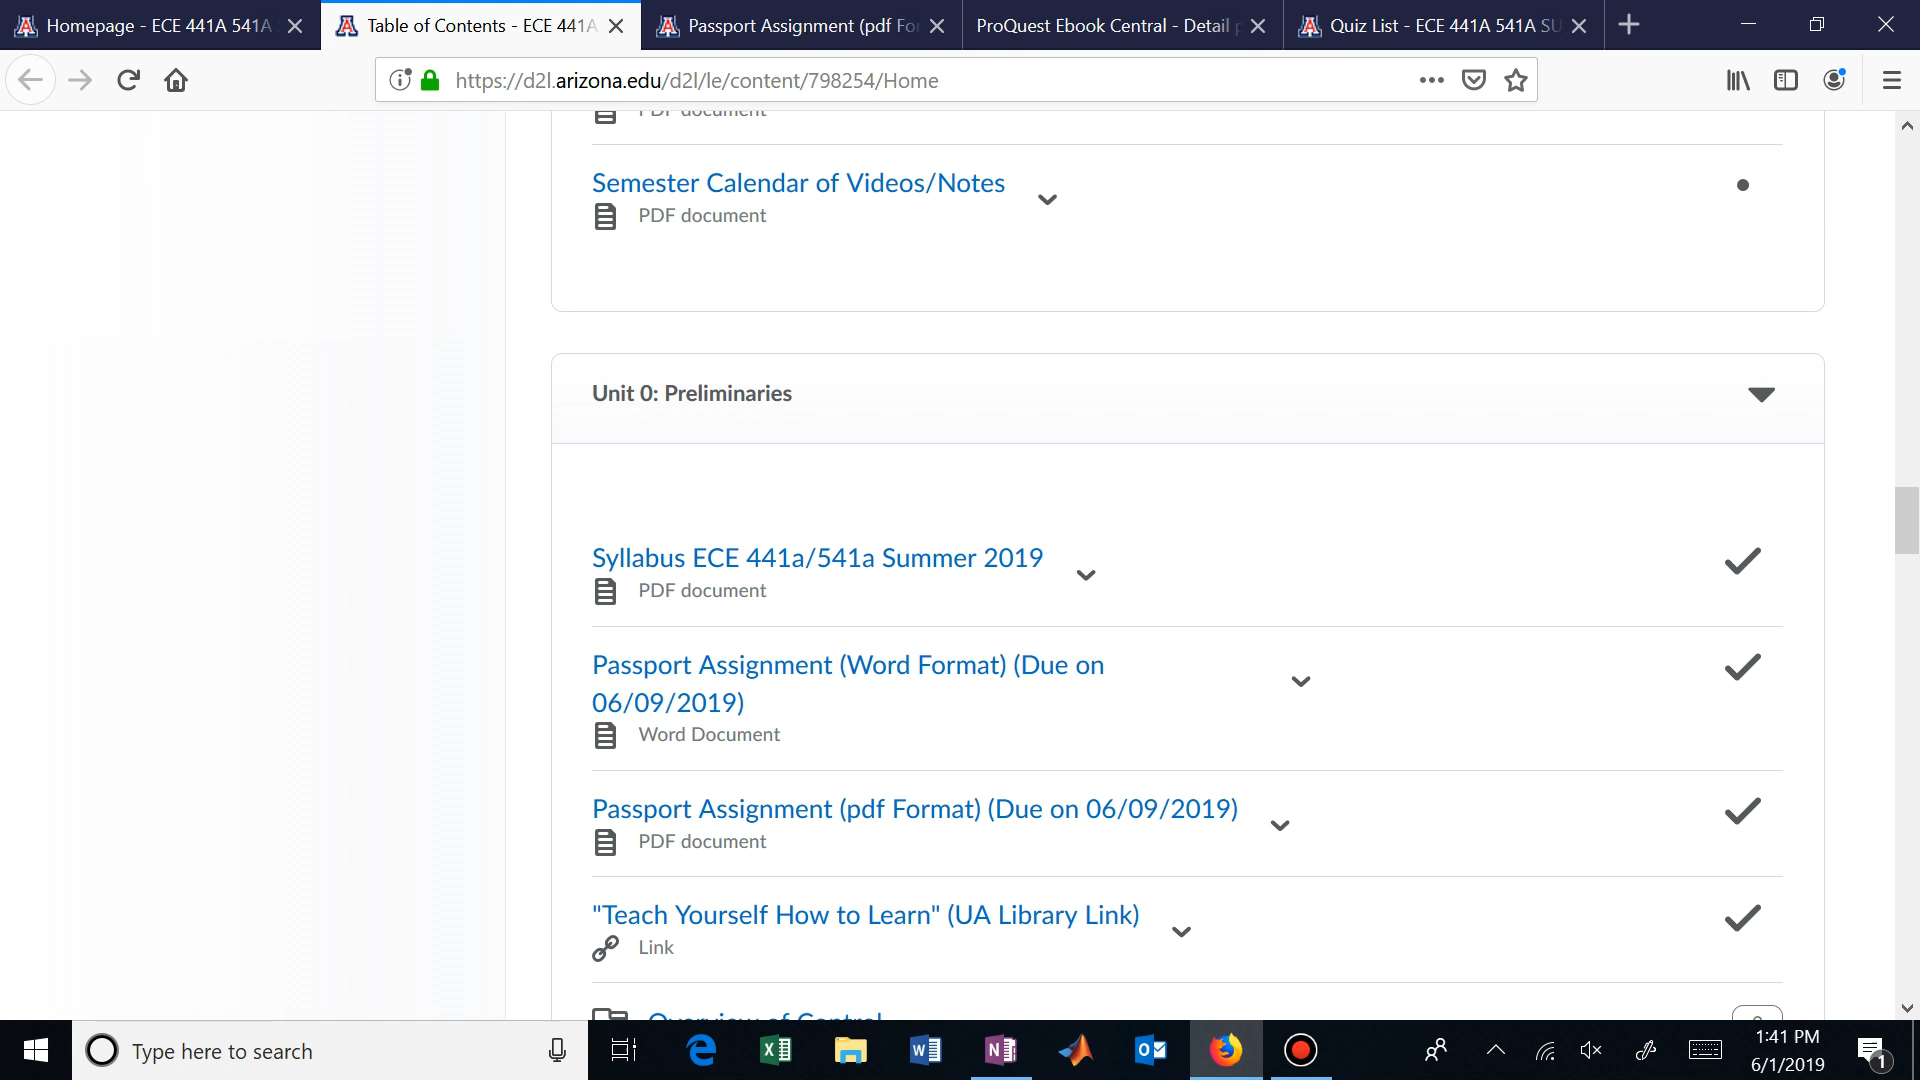 Homepage - ECE 441A 541A
Table of Contents - ECE 441A
Passport Assignment (pdf For
ProQuest Ebook Central - Detail
Quiz List - ECE 441A 541A SU
https://d2l.arizona.edu/d2l/le/content/798254/Home
PDF document
Semester Calendar of Videos/Notes
PDF document
Unit 0: Preliminaries
Syllabus ECE 441a/541a Summer 2019
PDF document
Passport Assignment (Word Format) (Due on
06/09/2019)
Word Document
Passport Assignment (pdf Format) (Due on 06/09/2019)
PDF document
"Teach Yourself How to Learn" (UA Library Link)
Link
Overview of Control
Type here to search
1:41 PM
6/1/2019
1